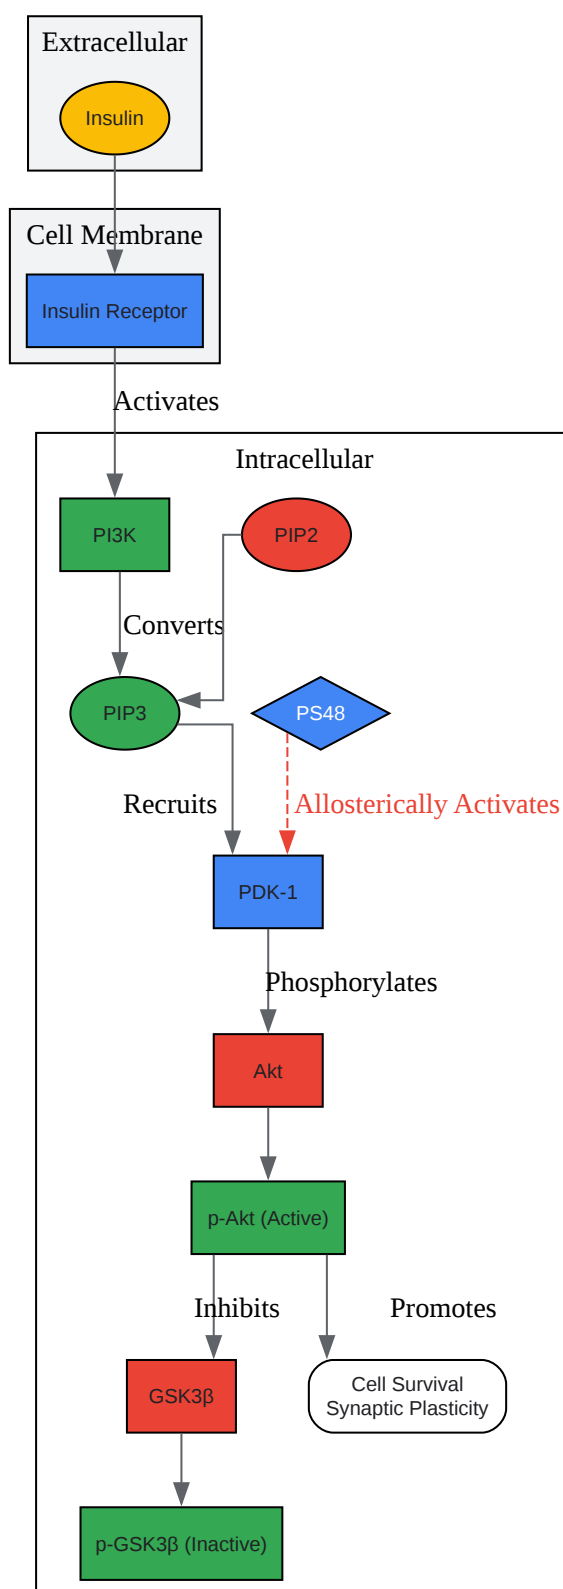 Extracellular
Insulin
Cell Membrane
Insulin Receptor
Activates
Intracellular
PI3K
PIP2
Converts
PIP3
PS48
Recruits
Allosterically Activates
PDK-1
Phosphorylates
Akt
p-Akt (Active)
Inhibits
Promotes
GSK3β
Cell Survival
Synaptic Plasticity
p-GSK3β (Inactive)